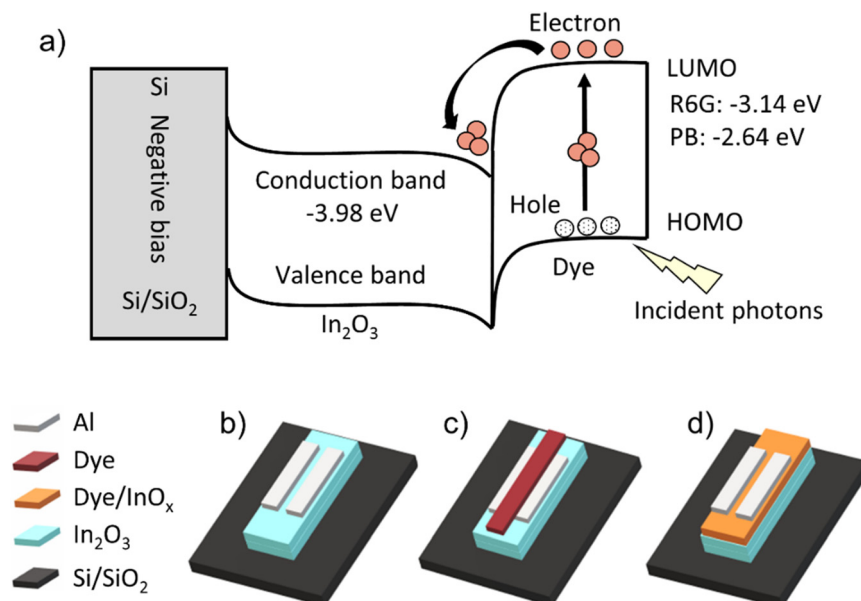 a)
Electron
Si
Negative bias
Si/SiO₂
LUMO
R6G: -3.14 eV
PB: -2.64 eV
Conduction band
-3.98 eV
Hole
HOMO
Valence band
Dye
In₂O₃
Incident photons
Al
Dye
Dye/InOₓ
In₂O₃
Si/SiO₂
b)
c)
d)